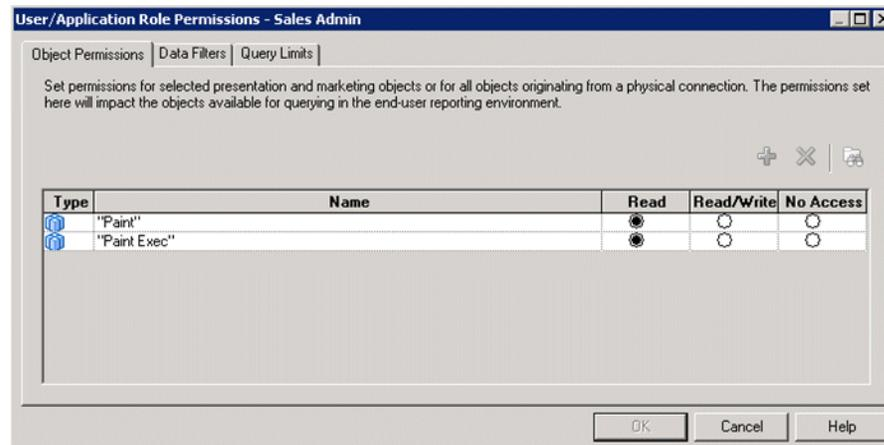 User/Application Role Permissions - Sales Admin
Object Permissions Data Filters Query Limits
Set permissions for selected presentation and marketing objects or for all objects originating from a physical connection. The permissions set
here will impact the objects available for querying in the end-user reporting environment.
Type Name Read Read/Write No Access
"Paint"
"Paint Exec"
OK Cancel Help